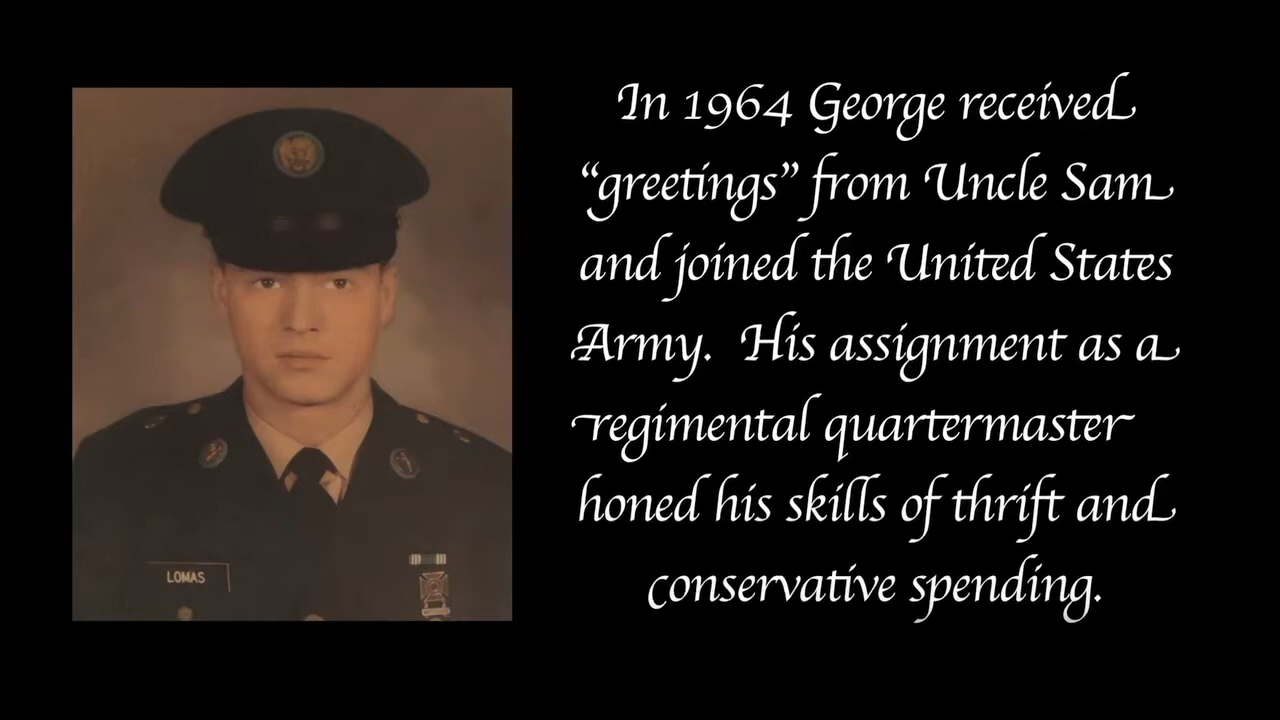 In 1964 George received
“greetings” from Uncle Sam
and joined the United States
Army. His assignment as a
regimental quartermaster
honed his skills of thrift and
conservative spending.
LOMAS